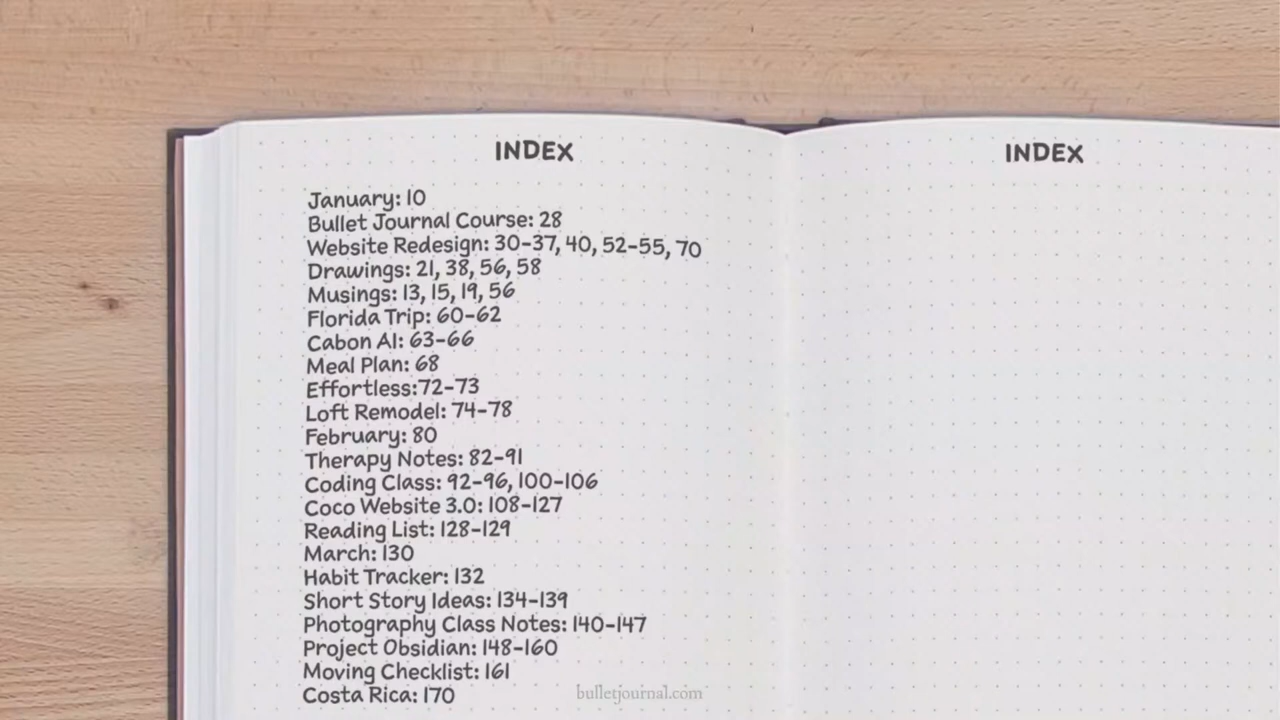 INDEX
January: 10
Bullet Journal Course: 28
Website Redesign: 30-37, 40, 52-55, 70
Drawings: 21, 38, 56, 58
Musings: 13, 15, 19, 56
Florida Trip: 60-62
Cabon AI: 63-66
Meal Plan: 68
Effortless:72-73
Loft Remodel: 74-78
February: 80
Therapy Notes: 82-91
Coding Class: 92-96, 100-106
Coco Website 3.0: 108-127
Reading List: 128-129
March: 130
Habit Tracker: 132
Short Story Ideas: 134-139
Photography Class Notes: 140-147
Project Obsidian: 148-160
Moving Checklist: 161
Costa Rica: 170
INDEX
bulletjournal.com